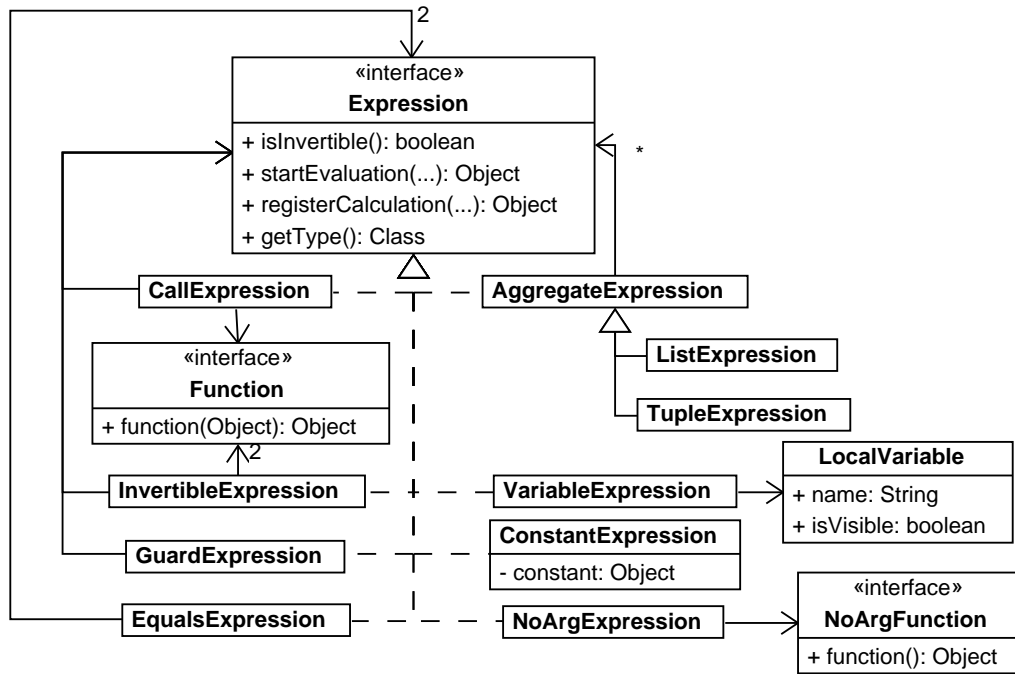 2
«interface»
Expression
+ isInvertible(): boolean
+ startEvaluation(...): Object
+ registerCalculation(...): Object
+ getType(): Class
*
CallExpression
AggregateExpression
«interface»
Function
+ function(Object): Object
2
ListExpression
TupleExpression
InvertibleExpression
VariableExpression
LocalVariable
+ name: String
+ isVisible: boolean
GuardExpression
ConstantExpression
- constant: Object
EqualsExpression
NoArgExpression
«interface»
NoArgFunction
+ function(): Object